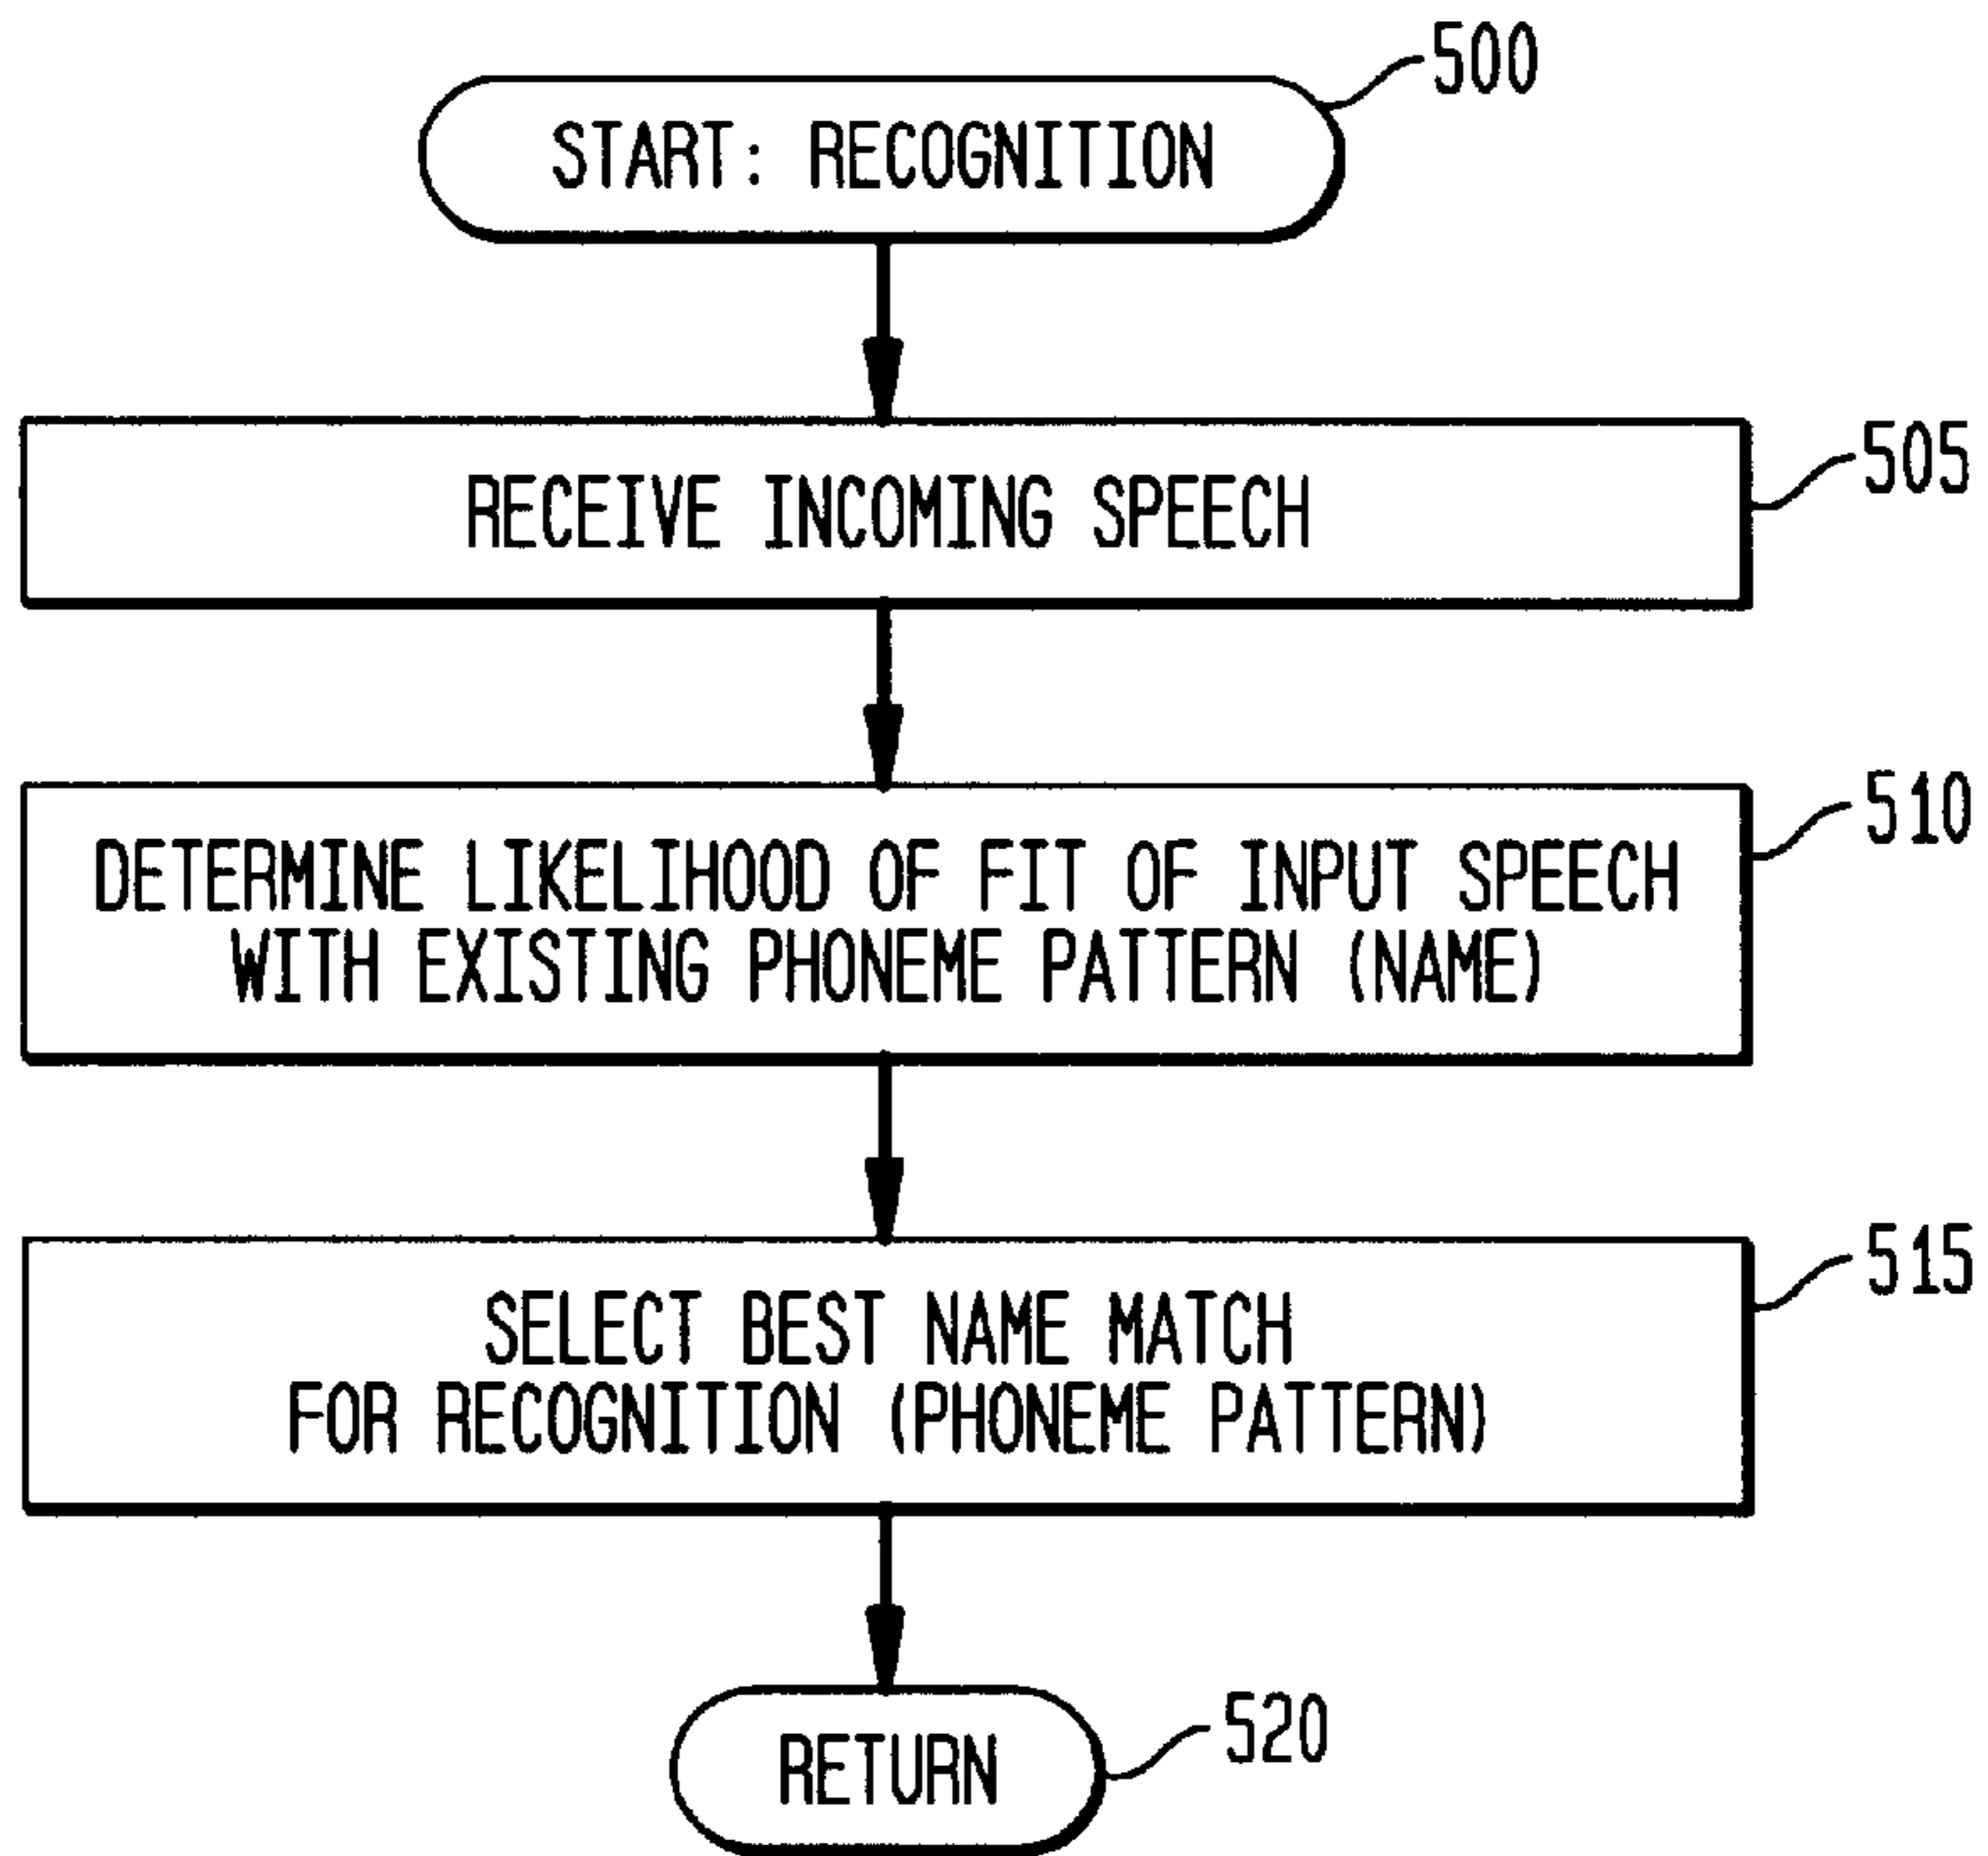 500
START: RECOGNITION
505
RECEIVE INCOMING SPEECH
510
DETERMINE LIKELIHOOD OF FIT OF INPUT SPEECH
WITH EXISTING PHONEME PATTERN (NAME)
515
SELECT BEST NAME MATCH
FOR RECOGNITION (PHONEME PATTERN)
520
RETURN